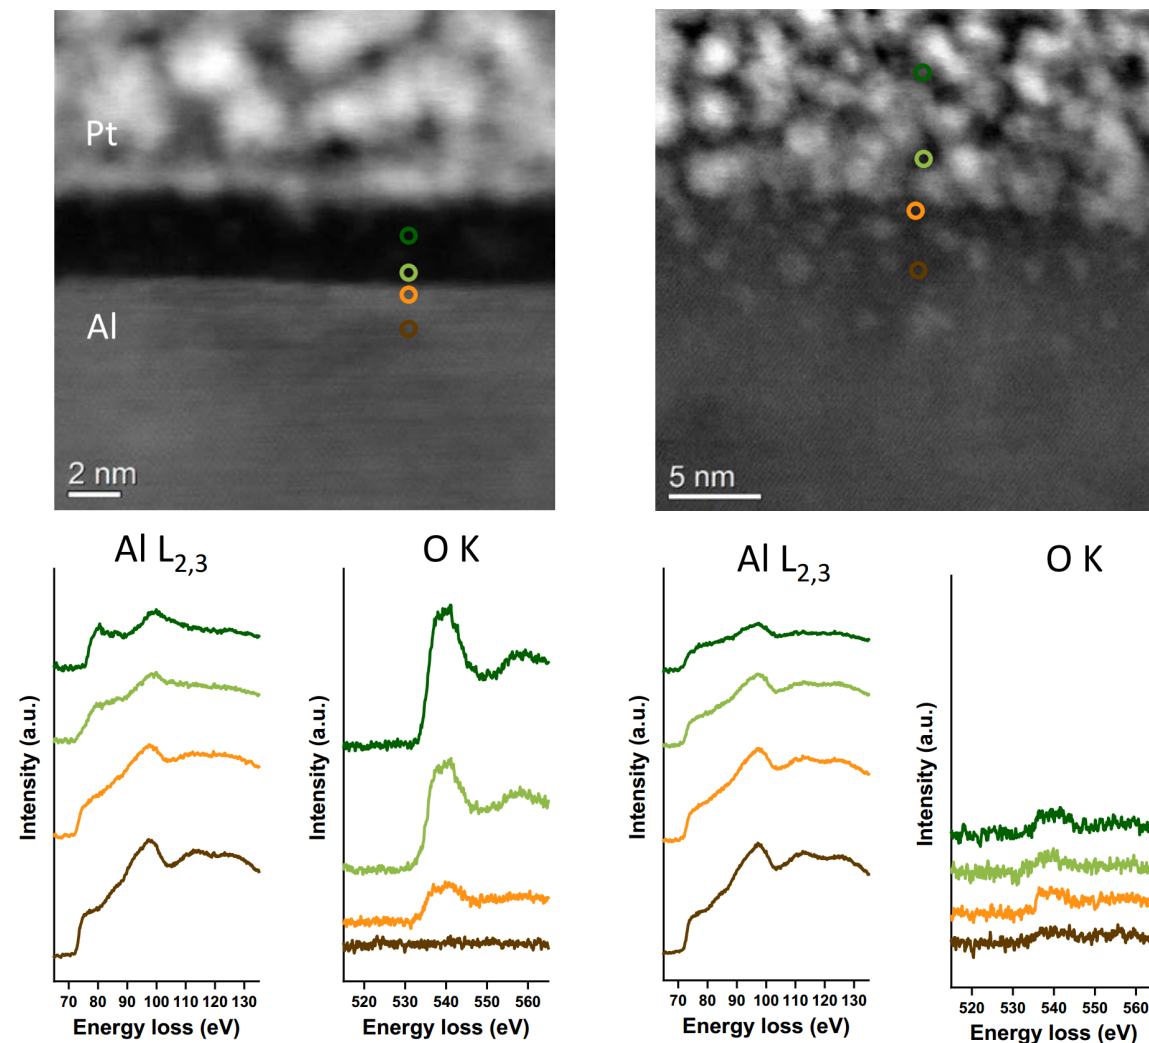 Pt
Al
2 nm
5 nm
Al L2,3
O K
Al L2,3
O K
Intensity (a.u.)
Intensity (a.u.)
Intensity (a.u.)
Intensity (a.u.)
70 80 90 100 110 120 130
520 530 540 550 560
70 80 90 100 110 120 130
520 530 540 550 560
Energy loss (eV)
Energy loss (eV)
Energy loss (eV)
Energy loss (eV)